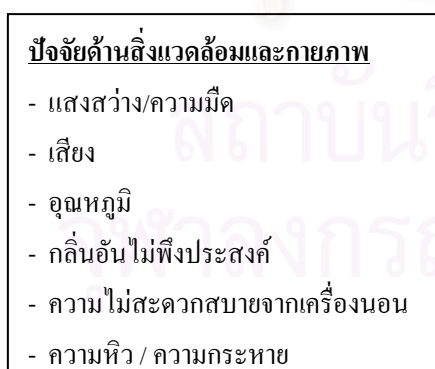 ปัจจัยด้านสิ่งแวดล้อมและกายภาพ
- แสงสว่าง/ความมืด
- เสียง
- อุณหภูมิ
- กลิ่นอันไม่พึงประสงค์
- ความไม่สะดวกสบายจากเครื่องนอน
- ความหิว / ความกระหาย